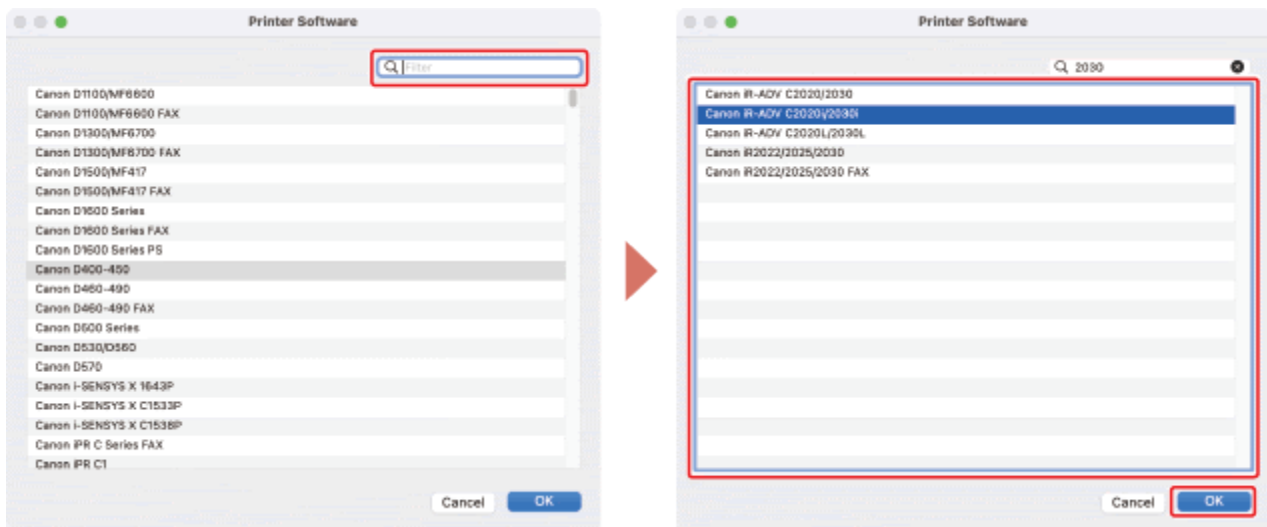 Printer Software
Filter
Canon D1100/MF6600
Canon D1100/MF6600 FAX
Canon D1300/MF6700
Canon D1300/MF6700 FAX
Canon D1500/MF417
Canon D1500/MF417 FAX
Canon D1600 Series
Canon D1600 Series FAX
Canon D1600 Series PS
Canon D400-450
Canon D460-490
Canon D460-490 FAX
Canon D500 Series
Canon D530/D560
Canon D570
Canon i-SENSYS X 1643P
Canon i-SENSYS X C1533P
Canon i-SENSYS X C1538P
Canon iPR C Series FAX
Canon iPR C1
Cancel OK
Printer Software
2030
Canon iR-ADV C2020/2030
Canon iR-ADV C2020i/2030i
Canon iR-ADV C2020L/2030L
Canon iR2022/2025/2030
Canon iR2022/2025/2030 FAX
Cancel OK